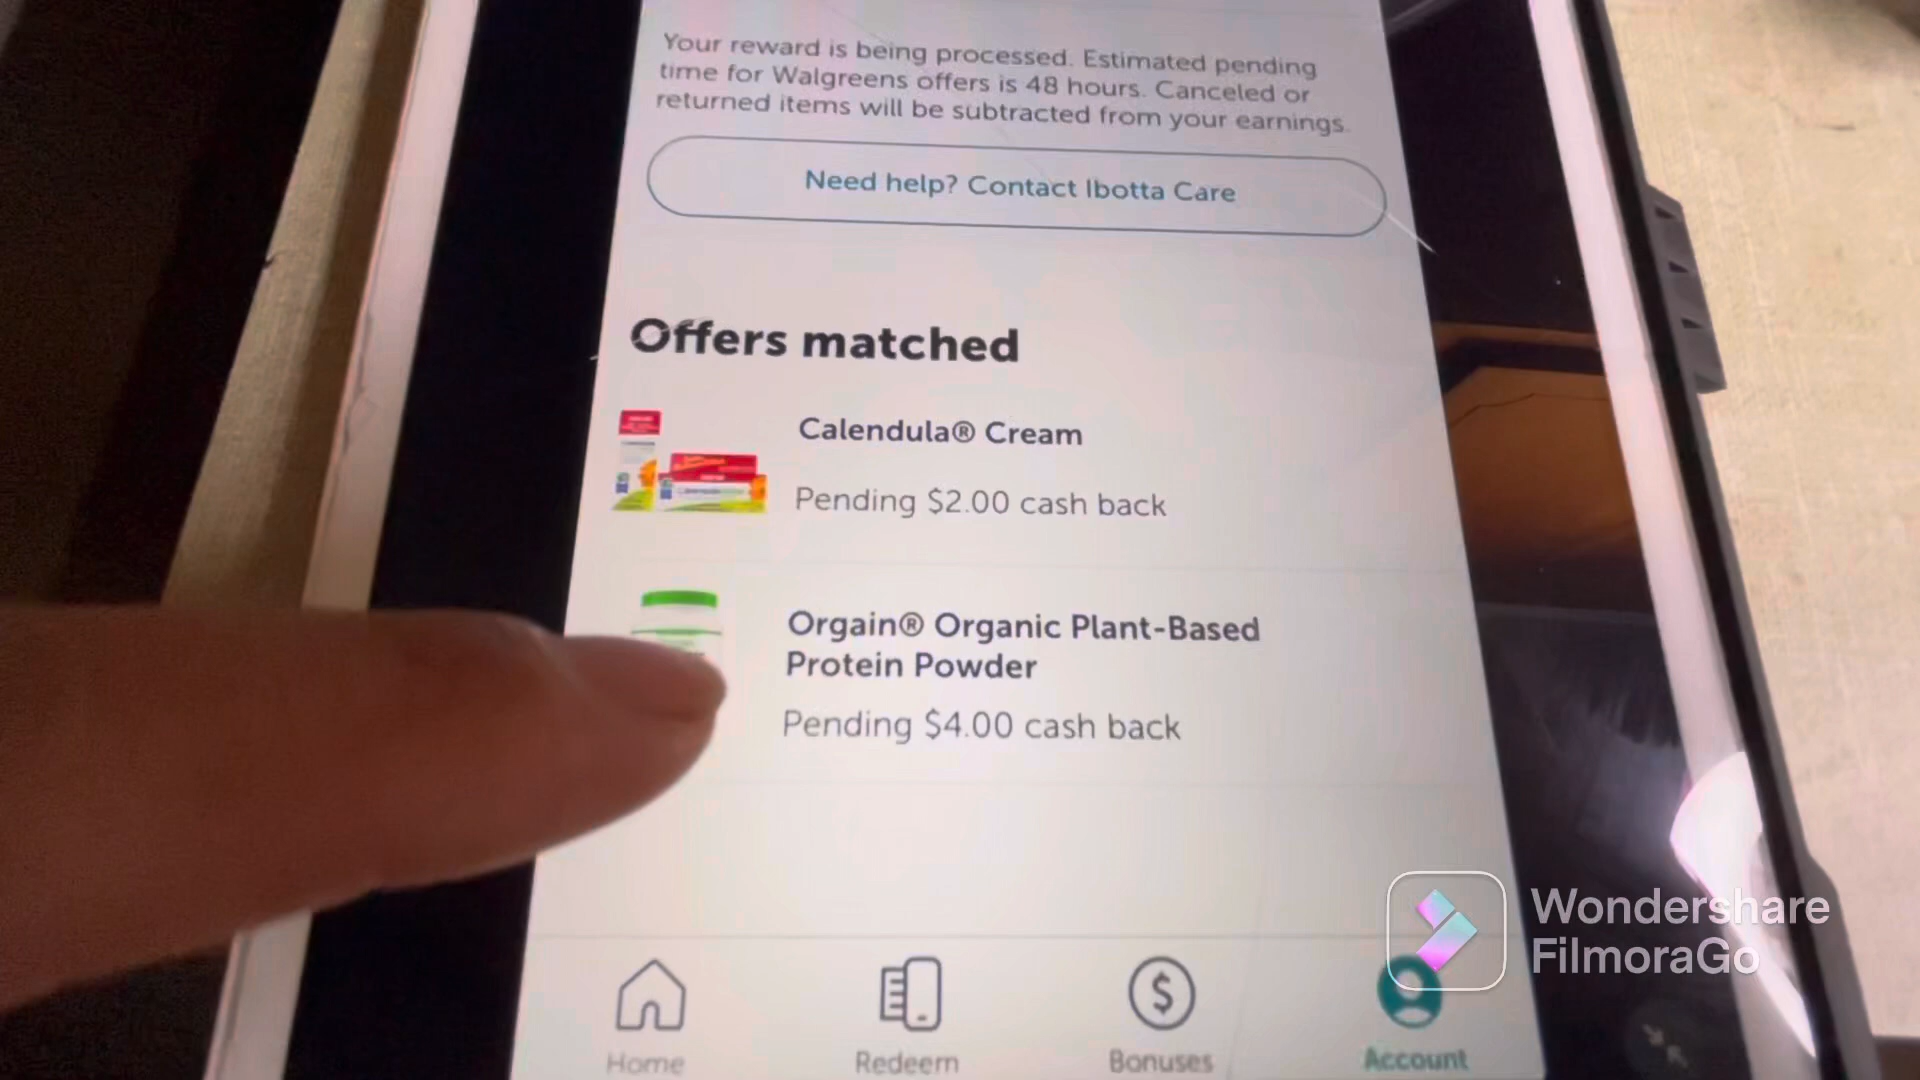 Your reward is being processed. Estimated pending
time for Walgreens offers is 48 hours. Canceled or
returned items will be subtracted from your earnings.
Need help? Contact Ibotta Care
Offers matched
Calendula® Cream
Pending $2.00 cash back
Orgain® Organic Plant-Based
Protein Powder
Pending $4.00 cash back
Wondershare
FilmoraGo
Home
Redeem
Bonuses
Account